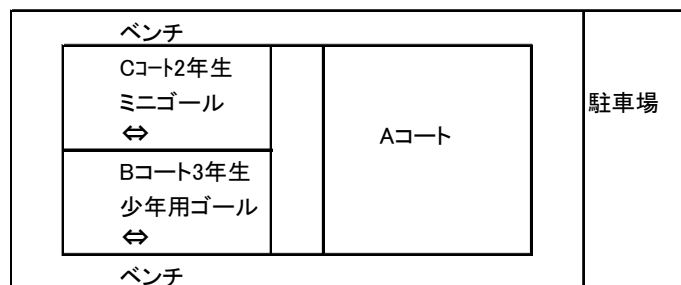 ベンチ
Cコート2年生
ミニゴール
⇔
Bコート3年生
少年用ゴール
⇔
ベンチ
Aコート
駐車場